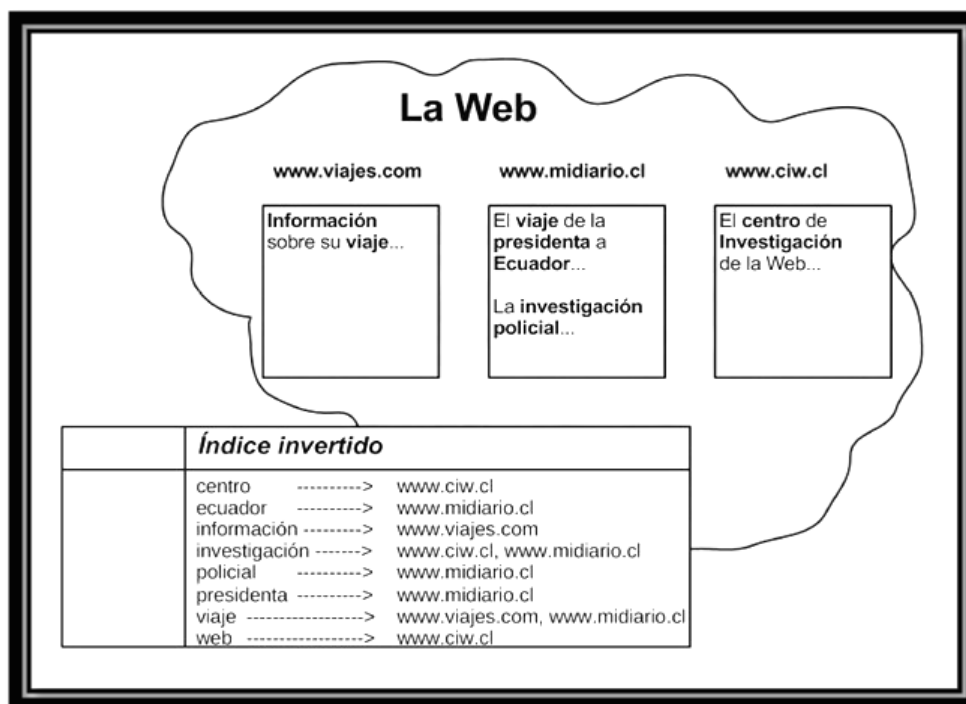 La Web
www.viajes.com
Información
sobre su viaje...
www.midiario.cl
El viaje de la
presidenta a
Ecuador...
La investigación
policial...
www.ciw.cl
El centro de
Investigación
de la Web...
Índice invertido
centro ----------> www.ciw.cl
ecuador ----------> www.midiario.cl
información ---------> www.viajes.com
investigación -------> www.ciw.cl, www.midiario.cl
policial ----------> www.midiario.cl
presidenta ----------> www.midiario.cl
viaje ------------------> www.viajes.com, www.midiario.cl
web ------------------> www.ciw.cl